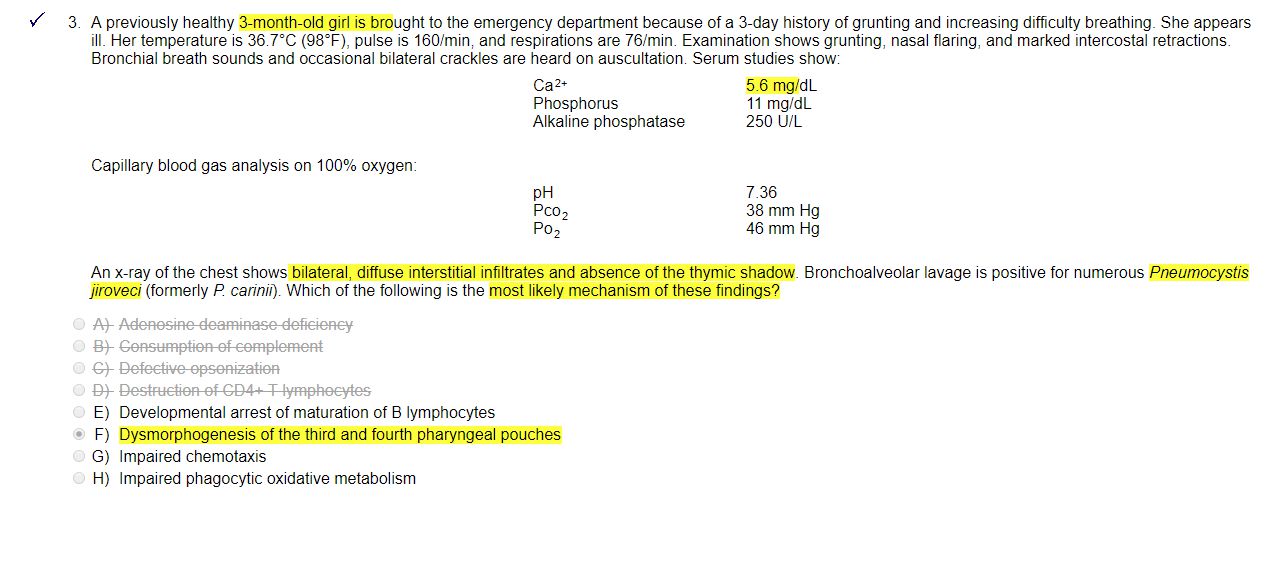 3. A previously healthy 3-month-old girl is brought to the emergency department because of a 3-day history of grunting and increasing difficulty breathing. She appears
ill. Her temperature is 36.7°C (98°F), pulse is 160/min, and respirations are 76/min. Examination shows grunting, nasal flaring, and marked intercostal retractions.
Bronchial breath sounds and occasional bilateral crackles are heard on auscultation. Serum studies show:
Ca2+ 5.6 mg/dL
Phosphorus 11 mg/dL
Alkaline phosphatase 250 U/L
Capillary blood gas analysis on 100% oxygen:
pH 7.36
Pco2 38 mm Hg
Po2 46 mm Hg
An x-ray of the chest shows bilateral, diffuse interstitial infiltrates and absence of the thymic shadow. Bronchoalveolar lavage is positive for numerous Pneumocystis
jiroveci (formerly P. carinii). Which of the following is the most likely mechanism of these findings?
A) Adenosine deaminase deficiency
B) Consumption of complement
C) Defective opsonization
D) Destruction of CD4+ T lymphocytes
E) Developmental arrest of maturation of B lymphocytes
F) Dysmorphogenesis of the third and fourth pharyngeal pouches
G) Impaired chemotaxis
H) Impaired phagocytic oxidative metabolism